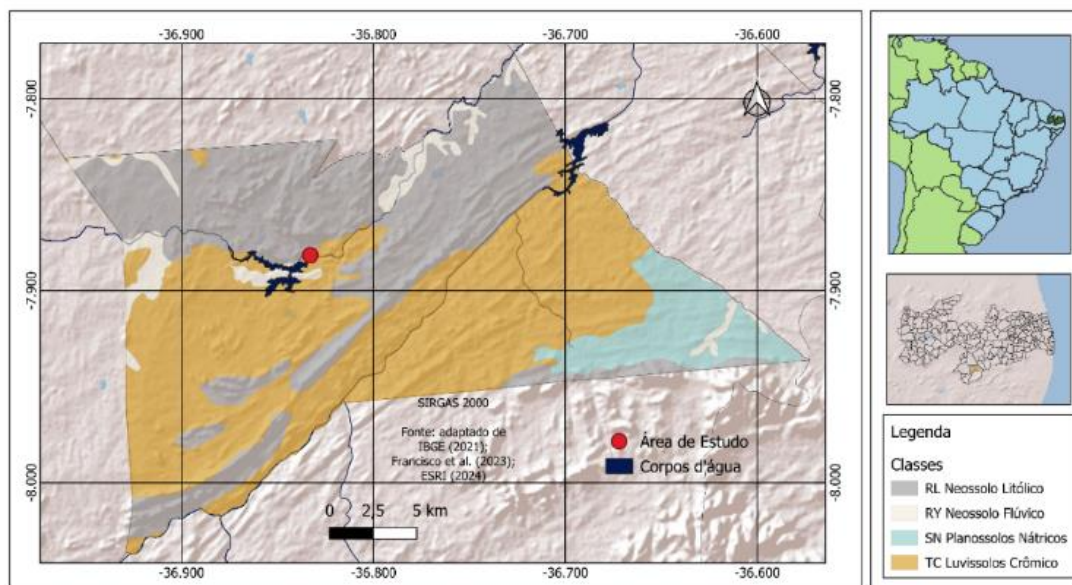 -36.900 -36.800 -36.700 -36.600
-7.800 -7.800
-7.900 -7.900
-8.000 -8.000
SIRGAS 2000
Fonte: adaptado de
IBGE (2021);
Francisco et al. (2023);
ESRI (2024)
Área de Estudo
Corpos d'água
0 2,5 5 km
-36.900 -36.800 -36.700 -36.600
Legenda
Classes
RL Neossolo Litólico
RY Neossolo Flúvico
SN Planossolos Nátricos
TC Luvissolos Crômico